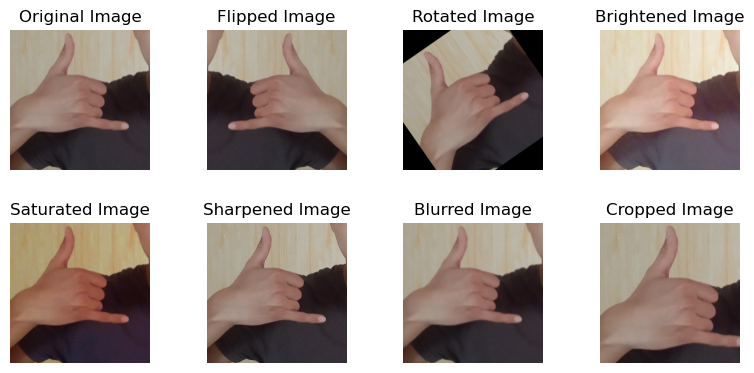 Original Image
Flipped Image
Rotated Image
Brightened Image
Saturated Image
Sharpened Image
Blurred Image
Cropped Image